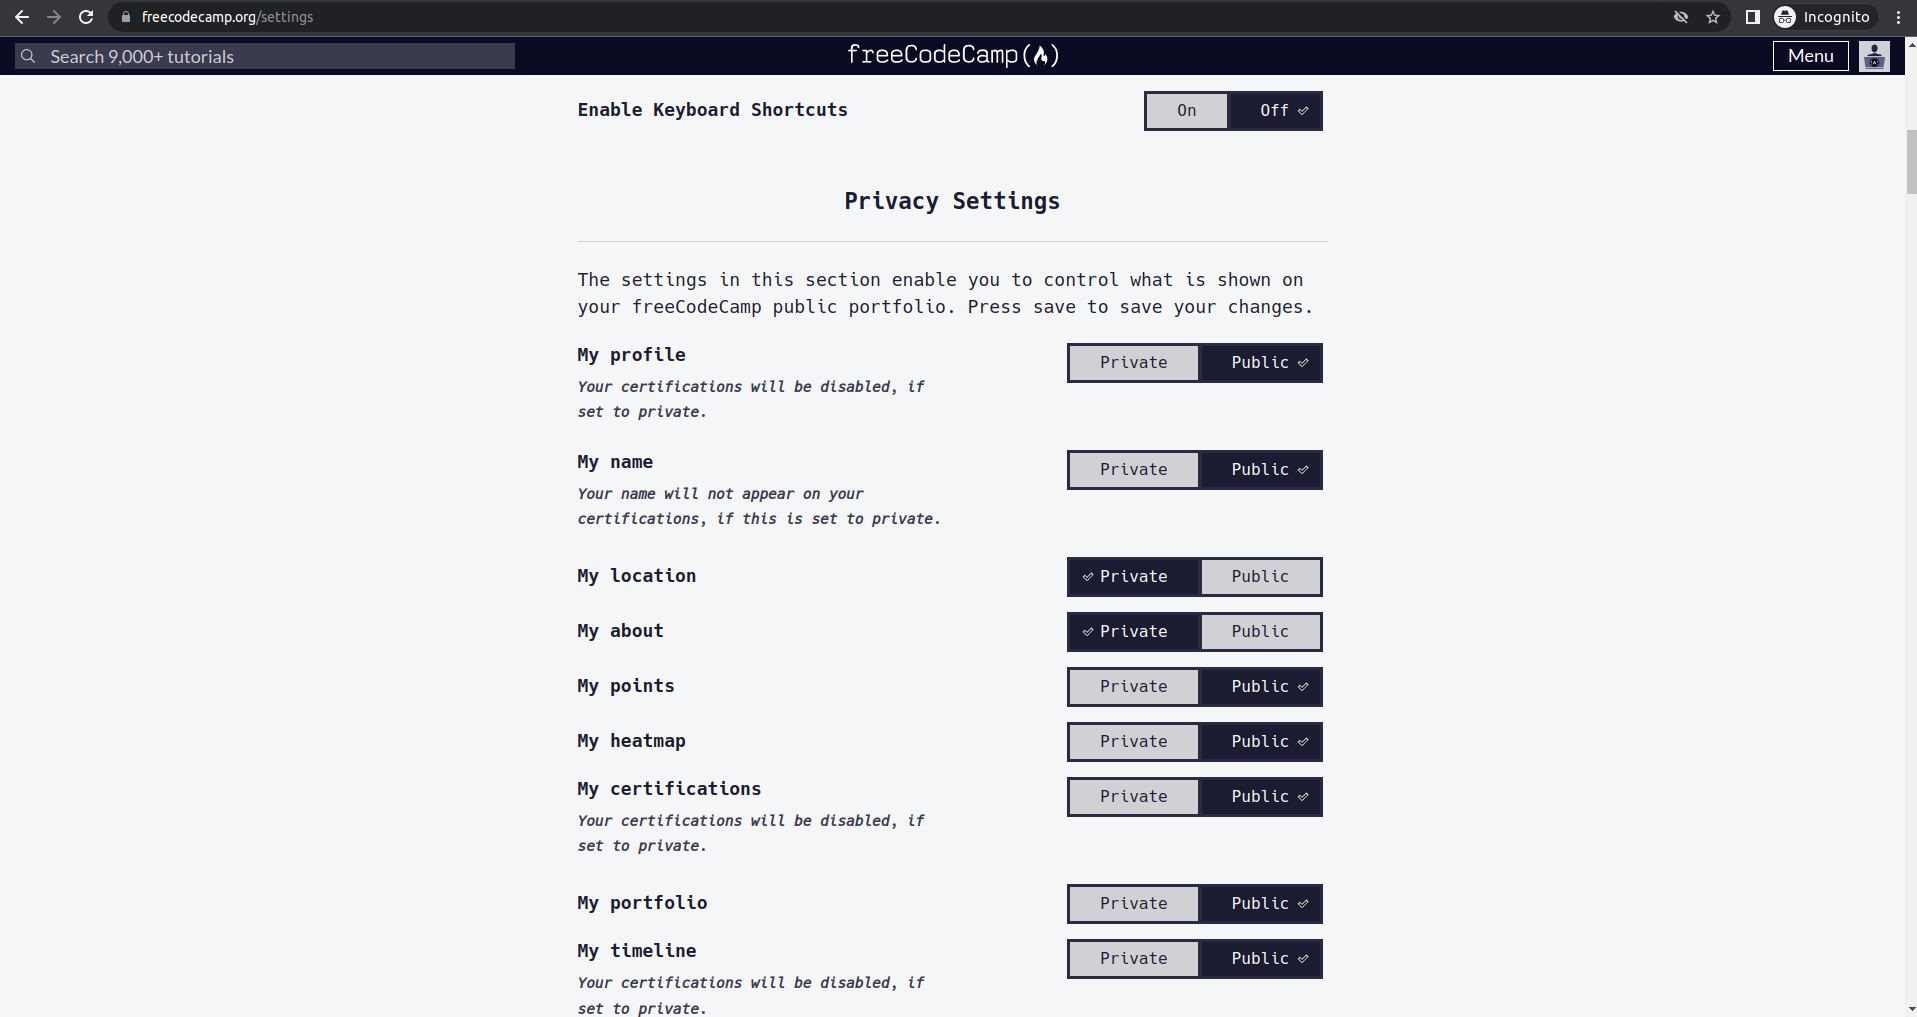 freecodecamp.org/settings
Incognito
Search 9,000+ tutorials
freeCodeCamp
Menu
Enable Keyboard Shortcuts
On
Off
Privacy Settings
The settings in this section enable you to control what is shown on
your freeCodeCamp public portfolio. Press save to save your changes.
My profile
Private
Public
Your certifications will be disabled, if
set to private.
My name
Private
Public
Your name will not appear on your
certifications, if this is set to private.
My location
Private
Public
My about
Private
Public
My points
Private
Public
My heatmap
Private
Public
My certifications
Private
Public
Your certifications will be disabled, if
set to private.
My portfolio
Private
Public
My timeline
Private
Public
Your certifications will be disabled, if
set to private.